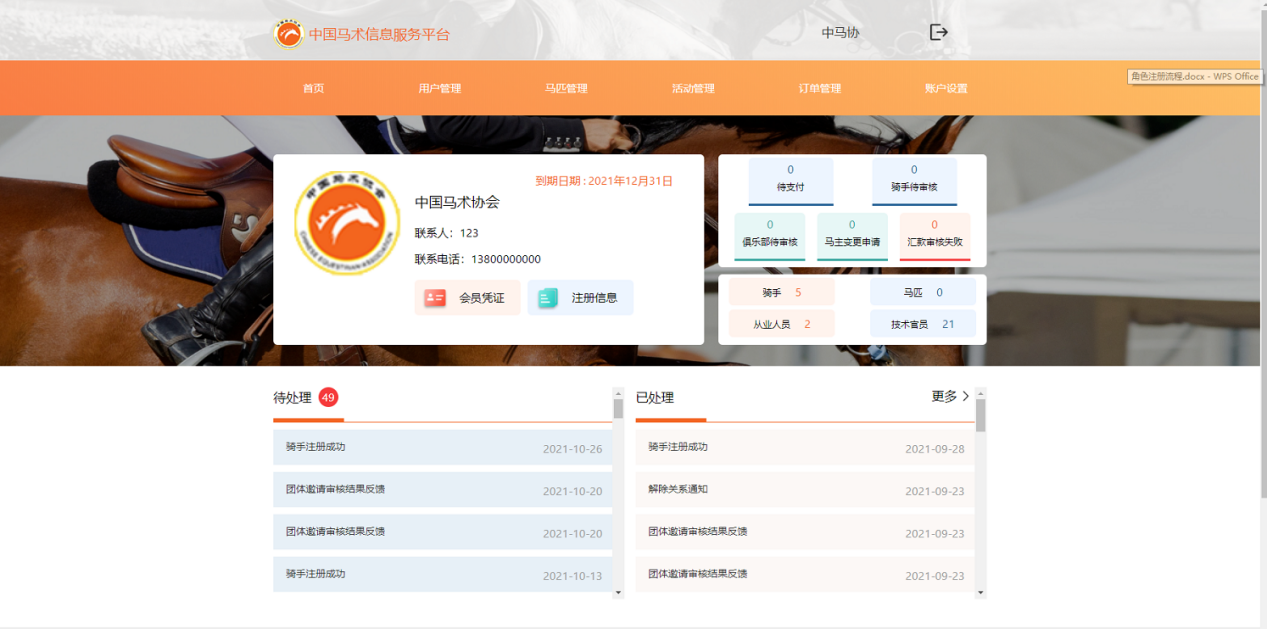 中国马术信息服务平台
中马协
角色注册流程.docx - WPS Office
首页
用户管理
马匹管理
活动管理
订单管理
账户设置
中国马术协会
CHINESE EQUESTRIAN ASSOCIATION
到期日期 : 2021年12月31日
中国马术协会
联系人: 123
联系电话: 13800000000
会员凭证
注册信息
0
待支付
0
骑手待审核
0
俱乐部待审核
0
马主变更申请
0
汇款审核失败
骑手 5
马匹 0
从业人员 2
技术官员 21
待处理 49
骑手注册成功 2021-10-26
团体邀请审核结果反馈 2021-10-20
团体邀请审核结果反馈 2021-10-20
骑手注册成功 2021-10-13
已处理
更多
骑手注册成功 2021-09-28
解除关系通知 2021-09-23
团体邀请审核结果反馈 2021-09-23
团体邀请审核结果反馈 2021-09-23